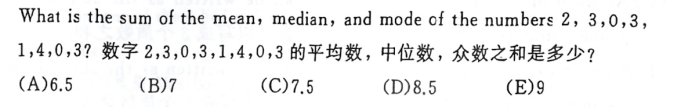 What is the sum of the mean, median, and mode of the numbers 2, 3,0,3,
1,4,0,3? 数字 2,3,0,3,1,4,0,3 的平均数，中位数，众数之和是多少？
(A)6.5 (B)7 (C)7.5 (D)8.5 (E)9